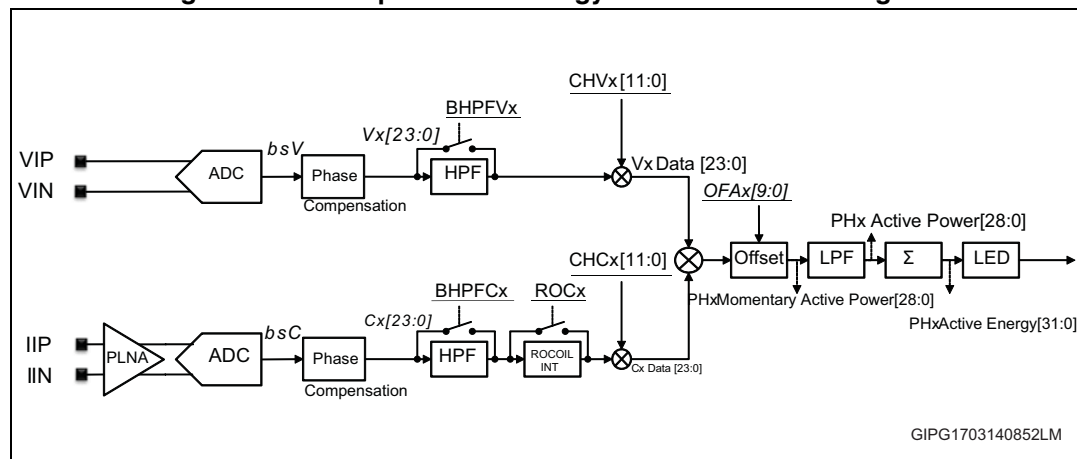 CHVx[11:0]
BHPFVx
Vx[23:0]
bsV
VIP
VIN
ADC
Phase
Compensation
HPF
Vx Data [23:0]
OFAx[9:0]
PHx Active Power[28:0]
Offset
LPF
Σ
LED
PHxMomentary Active Power[28:0]
PHxActive Energy[31:0]
CHCx[11:0]
BHPFCx
ROCx
Cx[23:0]
bsC
IIP
IIN
PLNA
ADC
Phase
Compensation
HPF
ROCOIL
INT
Cx Data [23:0]
GIPG1703140852LM